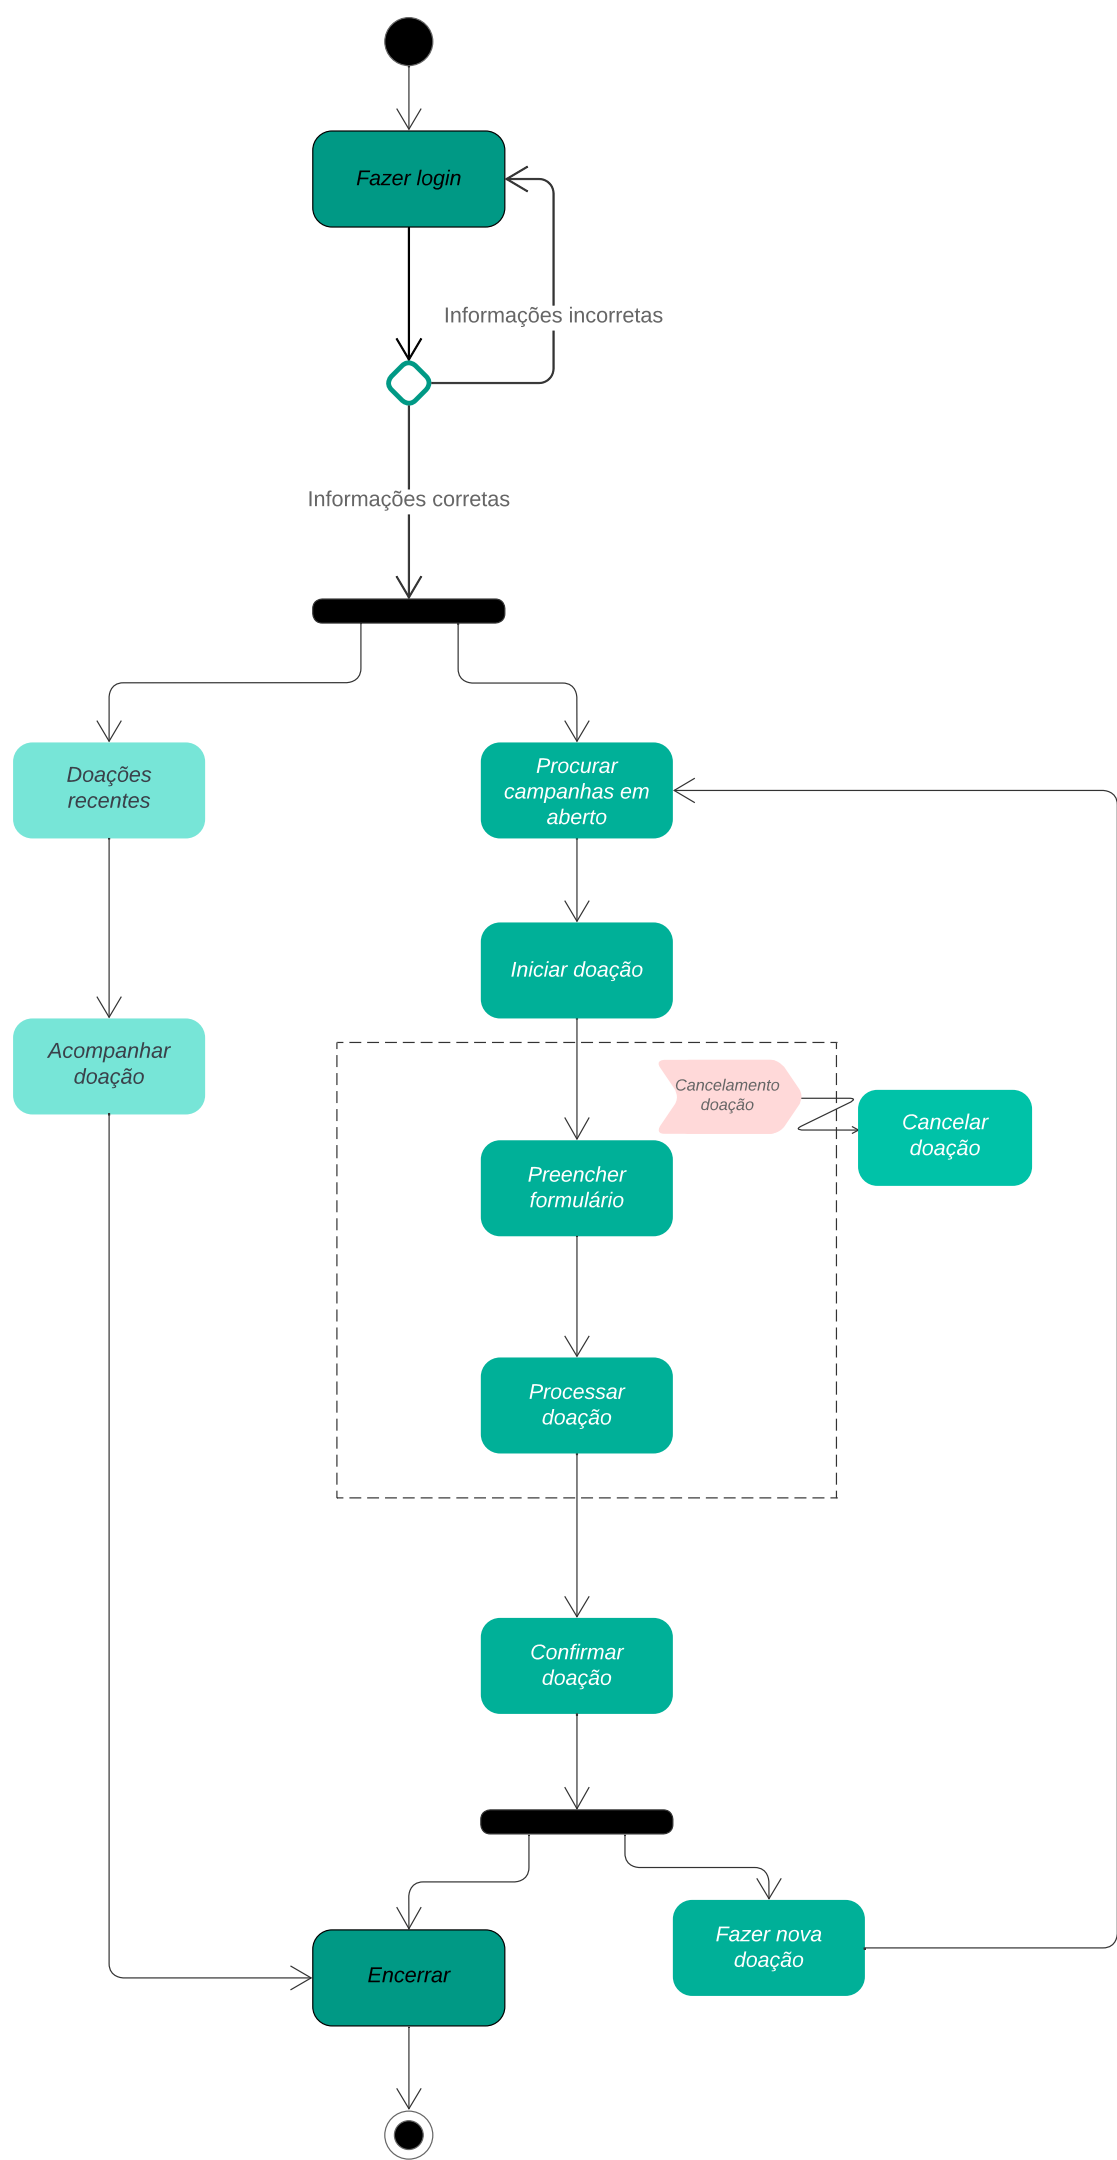 Fazer login
Informações incorretas
Informações corretas
Doações
recentes
Procurar
campanhas em
aberto
Iniciar doação
Acompanhar
doação
Cancelamento
doação
Cancelar
doação
Preencher
formulário
Processar
doação
Confirmar
doação
Fazer nova
doação
Encerrar